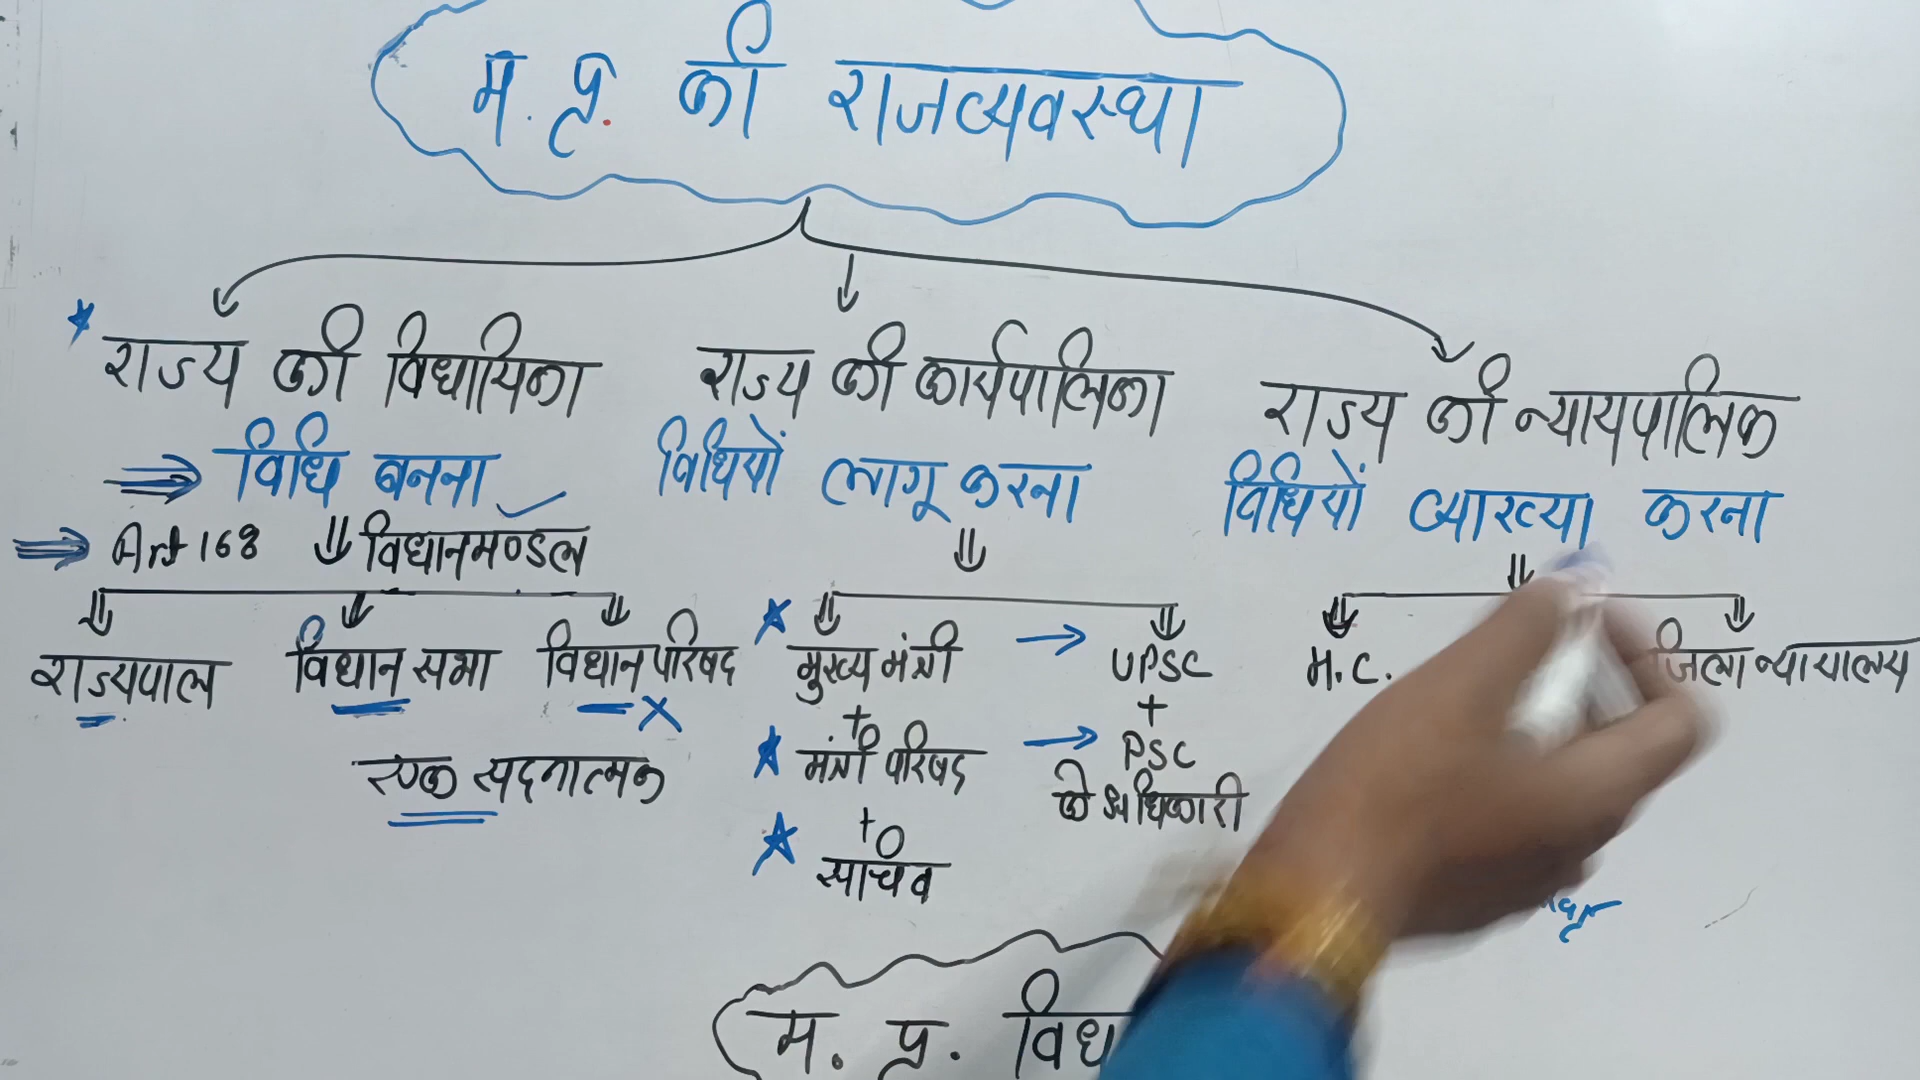 म. प्र. की राजव्यवस्था
राज्य की विधायिका
विधि बनना
Art 168 विधानमण्डल
राज्यपाल विधान सभा विधान परिषद
एक सदनात्मक
राज्य की कार्यपालिका
विधियों लागू करना
मुख्य मंत्री → UPSC
+ +
मंत्री परिषद → PSC
के अधिकारी
+
सचिव
राज्य की न्यायपालिक
विधियों व्याख्या करना
H.C. जिला न्यायालय
म. प्र. विध